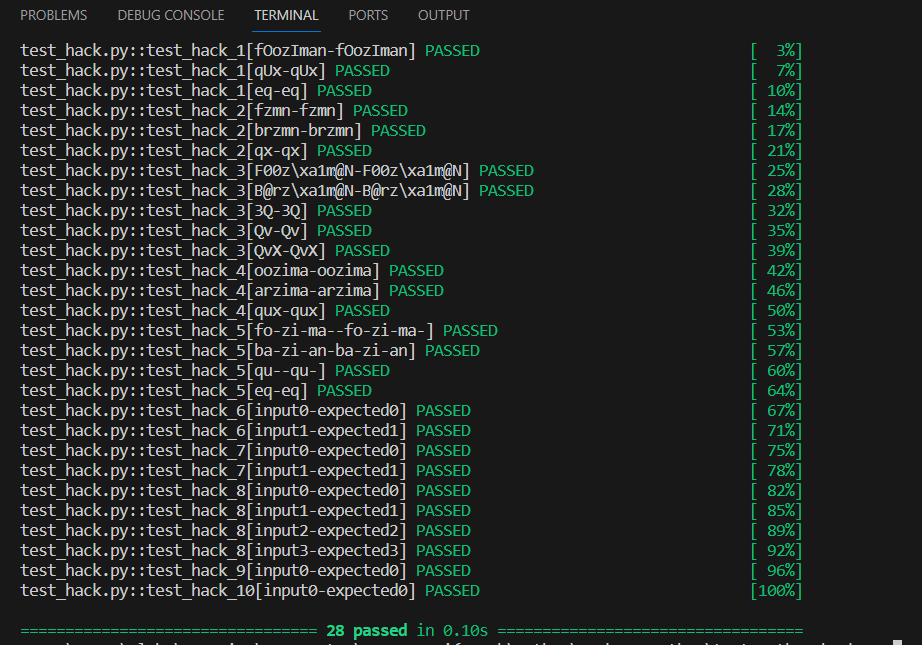 PROBLEMS DEBUG CONSOLE TERMINAL PORTS OUTPUT
test_hack.py::test_hack_1[fOozIman-fOozIman] PASSED [ 3%]
test_hack.py::test_hack_1[qUx-qUx] PASSED [ 7%]
test_hack.py::test_hack_1[eq-eq] PASSED [ 10%]
test_hack.py::test_hack_2[fzmn-fzmn] PASSED [ 14%]
test_hack.py::test_hack_2[brzmn-brzmn] PASSED [ 17%]
test_hack.py::test_hack_2[qx-qx] PASSED [ 21%]
test_hack.py::test_hack_3[F00z\xa1m@N-F00z\xa1m@N] PASSED [ 25%]
test_hack.py::test_hack_3[B@rz\xa1m@N-B@rz\xa1m@N] PASSED [ 28%]
test_hack.py::test_hack_3[3Q-3Q] PASSED [ 32%]
test_hack.py::test_hack_3[Qv-Qv] PASSED [ 35%]
test_hack.py::test_hack_3[QvX-QvX] PASSED [ 39%]
test_hack.py::test_hack_4[oozima-oozima] PASSED [ 42%]
test_hack.py::test_hack_4[arzima-arzima] PASSED [ 46%]
test_hack.py::test_hack_4[qux-qux] PASSED [ 50%]
test_hack.py::test_hack_5[fo-zi-ma--fo-zi-ma-] PASSED [ 53%]
test_hack.py::test_hack_5[ba-zi-an-ba-zi-an] PASSED [ 57%]
test_hack.py::test_hack_5[qu--qu-] PASSED [ 60%]
test_hack.py::test_hack_5[eq-eq] PASSED [ 64%]
test_hack.py::test_hack_6[input0-expected0] PASSED [ 67%]
test_hack.py::test_hack_6[input1-expected1] PASSED [ 71%]
test_hack.py::test_hack_7[input0-expected0] PASSED [ 75%]
test_hack.py::test_hack_7[input1-expected1] PASSED [ 78%]
test_hack.py::test_hack_8[input0-expected0] PASSED [ 82%]
test_hack.py::test_hack_8[input1-expected1] PASSED [ 85%]
test_hack.py::test_hack_8[input2-expected2] PASSED [ 89%]
test_hack.py::test_hack_8[input3-expected3] PASSED [ 92%]
test_hack.py::test_hack_9[input0-expected0] PASSED [ 96%]
test_hack.py::test_hack_10[input0-expected0] PASSED [100%]
================================= 28 passed in 0.10s ==================================